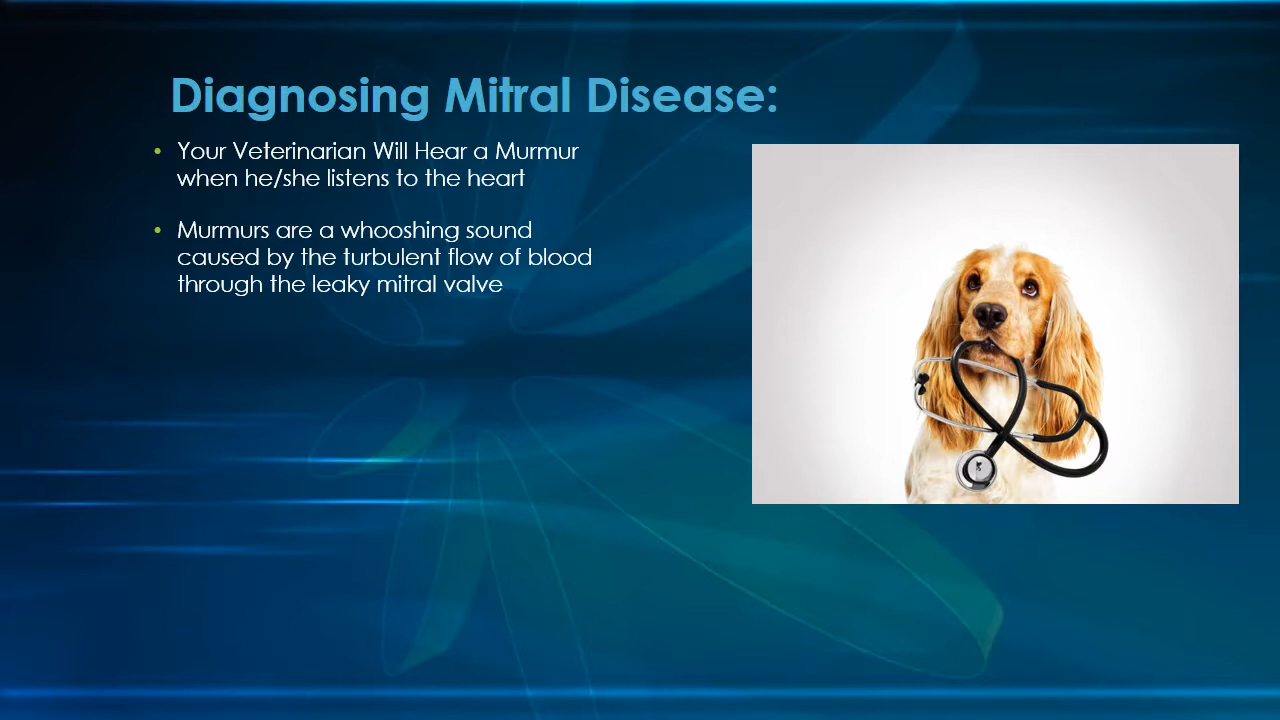 Diagnosing Mitral Disease:
• Your Veterinarian Will Hear a Murmur
when he/she listens to the heart
• Murmurs are a whooshing sound
caused by the turbulent flow of blood
through the leaky mitral valve